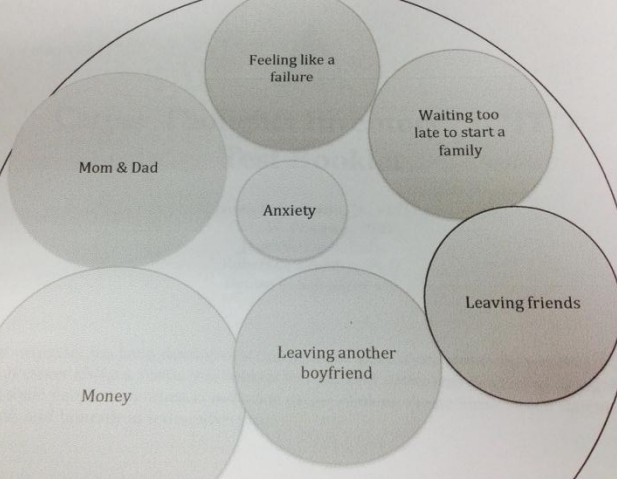 Feeling like a
failure
Waiting too
late to start a
family
Mom & Dad
Anxiety
Leaving friends
Leaving another
boyfriend
Money